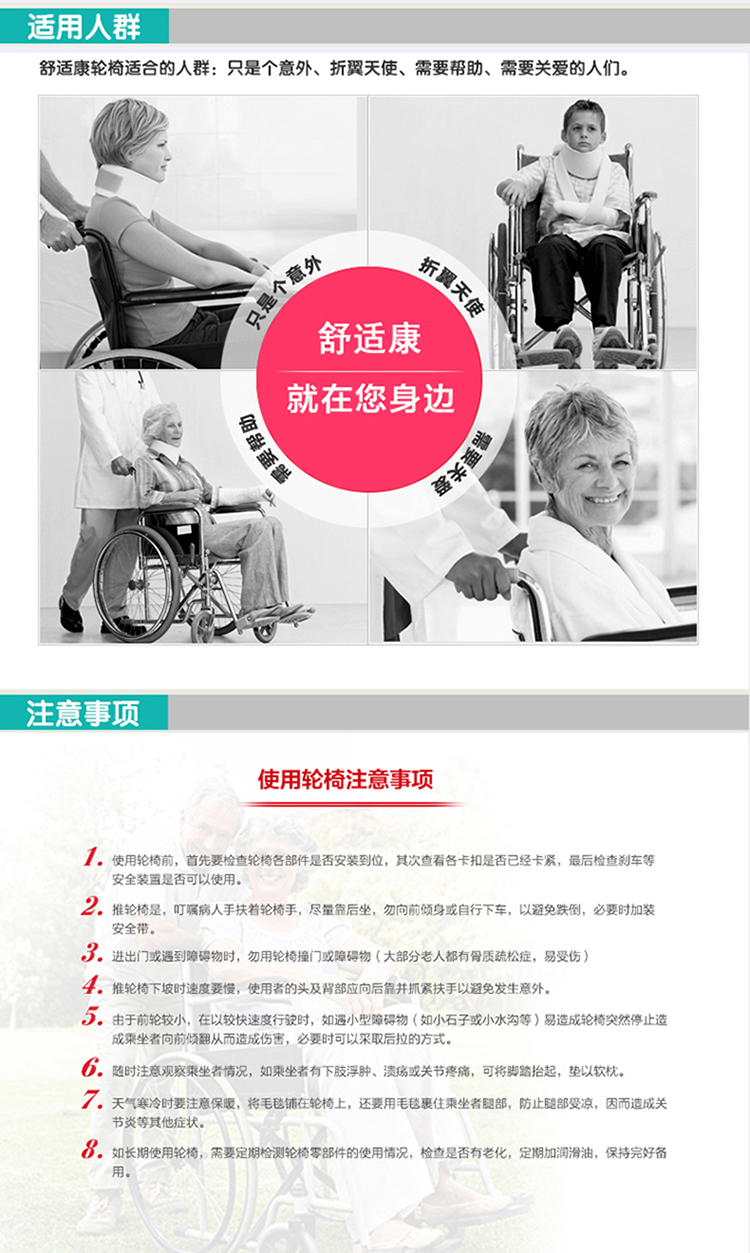 适用人群
舒适康轮椅适合的人群：只是个意外、折翼天使、需要帮助、需要关爱的人们。
只是个意外
折翼天使
舒适康
就在您身边
需要帮助
需要关爱
注意事项
使用轮椅注意事项
1. 使用轮椅前，首先要检查轮椅各部件是否安装到位，其次查看各卡扣是否已经卡紧，最后检查刹车等
安全装置是否可以使用。
2. 推轮椅是，叮嘱病人手扶着轮椅手，尽量靠后坐，勿向前倾身或自行下车，以避免跌倒，必要时加装
安全带。
3. 进出门或遇到障碍物时，勿用轮椅撞门或障碍物（大部分老人都有骨质疏松症，易受伤）
4. 推轮椅下坡时速度要慢，使用者的头及背部应向后靠并抓紧扶手以避免发生意外。
5. 由于前轮较小，在以较快速度行驶时，如遇小型障碍物（如小石子或小水沟等）易造成轮椅突然停止造
成乘坐者向前倾翻从而造成伤害，必要时可以采取后拉的方式。
6. 随时注意观察乘坐者情况，如乘坐者有下肢浮肿、溃疡或关节疼痛，可将脚踏抬起，垫以软枕。
7. 天气寒冷时要注意保暖，将毛毯铺在轮椅上，还要用毛毯裹住乘坐者腿部，防止腿部受凉，因而造成关
节炎等其他症状。
8. 如长期使用轮椅，需要定期检测轮椅零部件的使用情况，检查是否有老化，定期加润滑油，保持完好备
用。